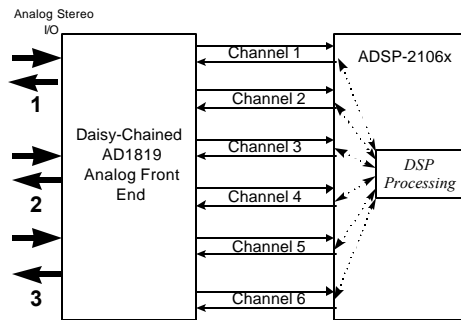 Analog Stereo
I/O
1
2
3
Daisy-Chained
AD1819
Analog Front
End
Channel 1
Channel 2
Channel 3
Channel 4
Channel 5
Channel 6
ADSP-2106x
DSP
Processing